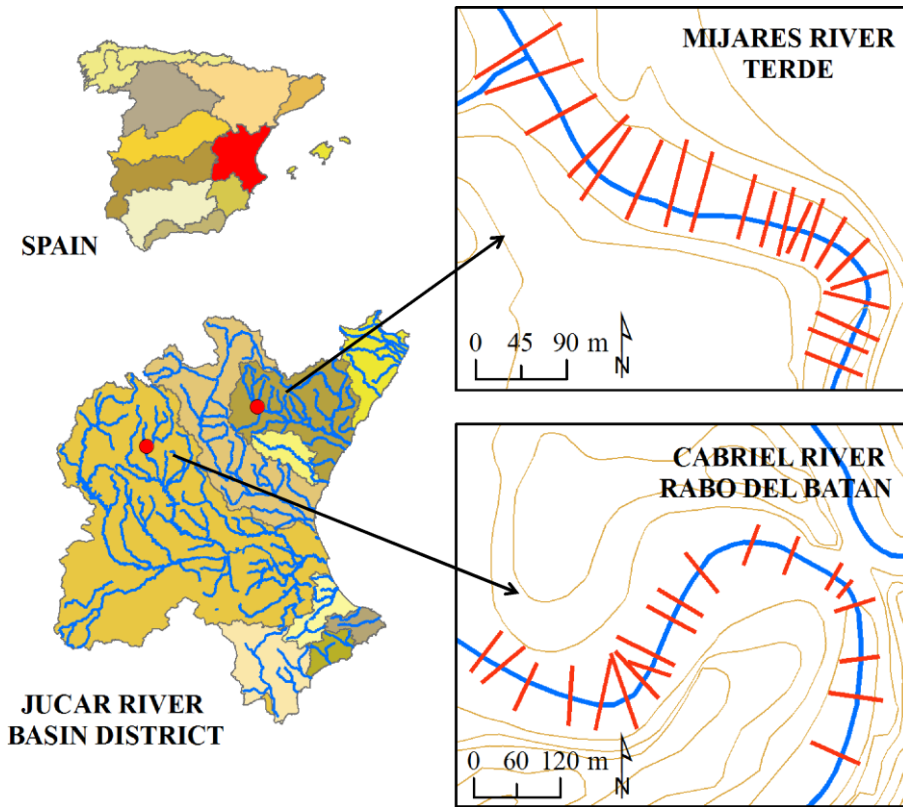 SPAIN
JUCAR RIVER
BASIN DISTRICT
MIJARES RIVER
TERDE
0 45 90 m
N
CABRIEL RIVER
RABO DEL BATAN
0 60 120 m
N